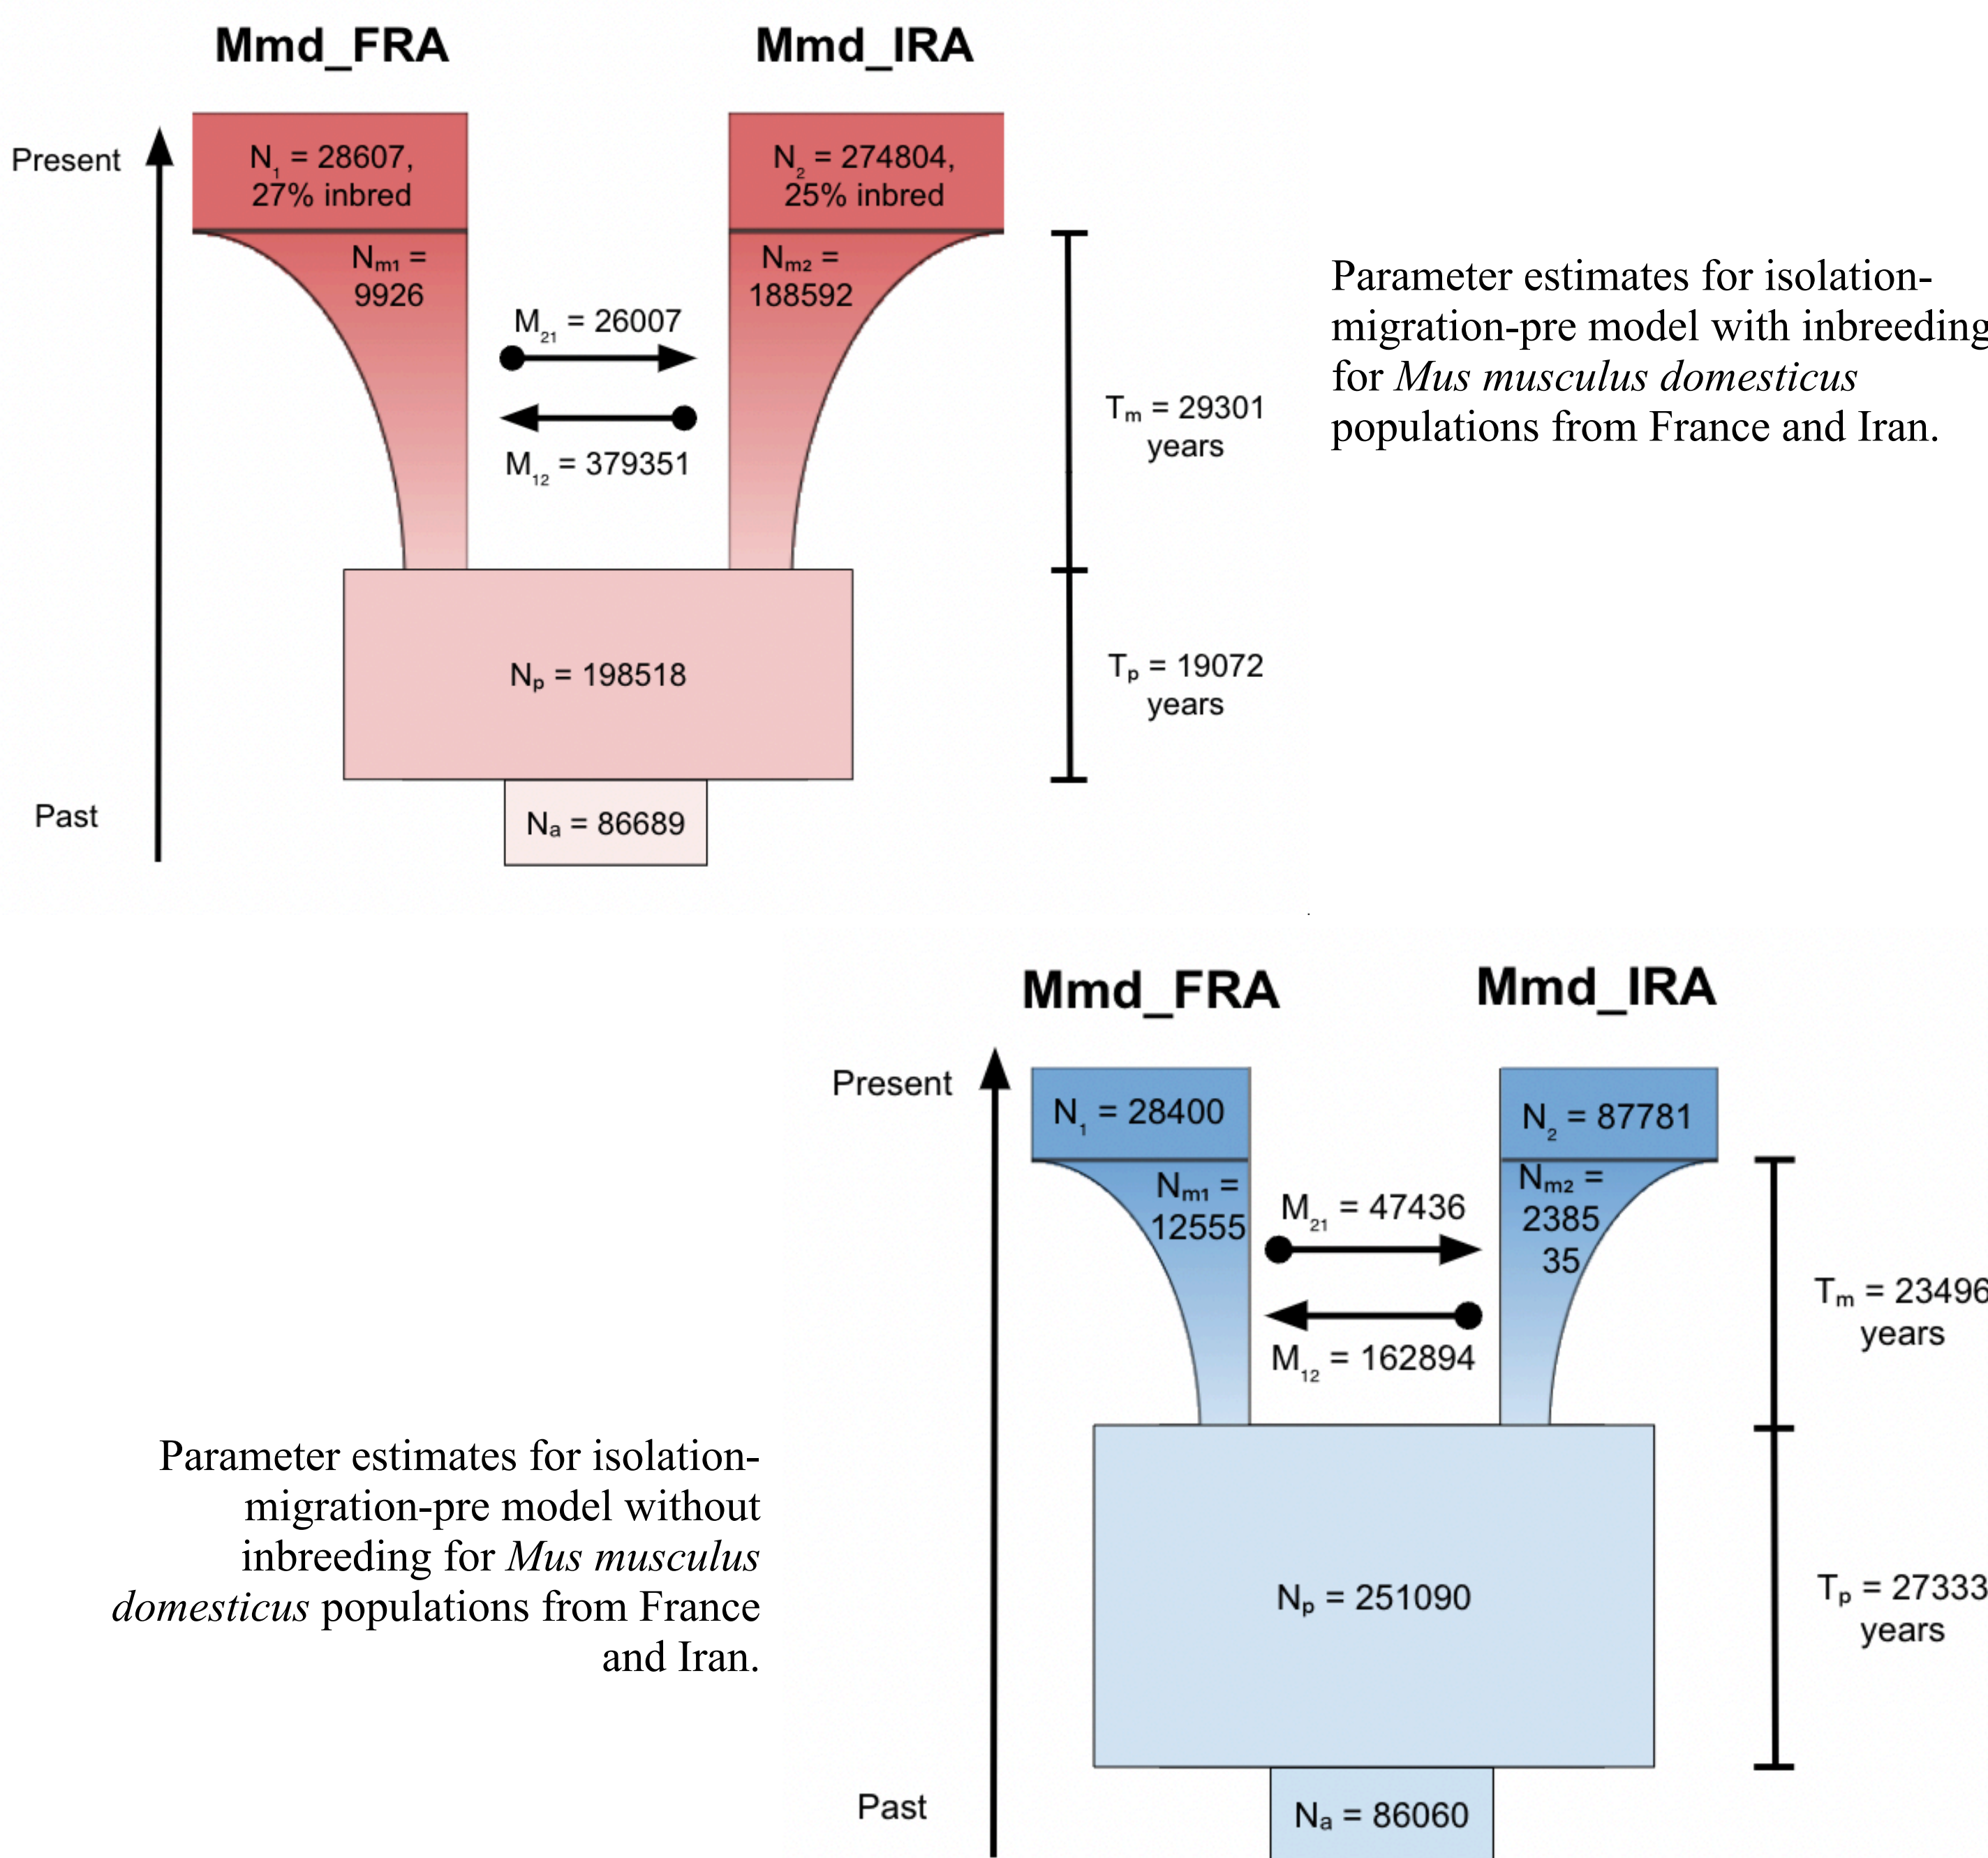 Mmd_FRA
Mmd_IRA
Present
N₁ = 28607,
27% inbred
N₂ = 274804,
25% inbred
Nₘ₁ =
9926
Nₘ₂ =
188592
M₂₁ = 26007
M₁₂ = 379351
Tₘ = 29301
years
Nₚ = 198518
Tₚ = 19072
years
Past
Nₐ = 86689
Parameter estimates for isolation-
migration-pre model with inbreeding
for Mus musculus domesticus
populations from France and Iran.
Mmd_FRA
Mmd_IRA
Present
N₁ = 28400
N₂ = 87781
Nₘ₁ =
12555
Nₘ₂ =
2385
35
M₂₁ = 47436
M₁₂ = 162894
Tₘ = 23496
years
Nₚ = 251090
Tₚ = 27333
years
Past
Nₐ = 86060
Parameter estimates for isolation-
migration-pre model without
inbreeding for Mus musculus
domesticus populations from France
and Iran.